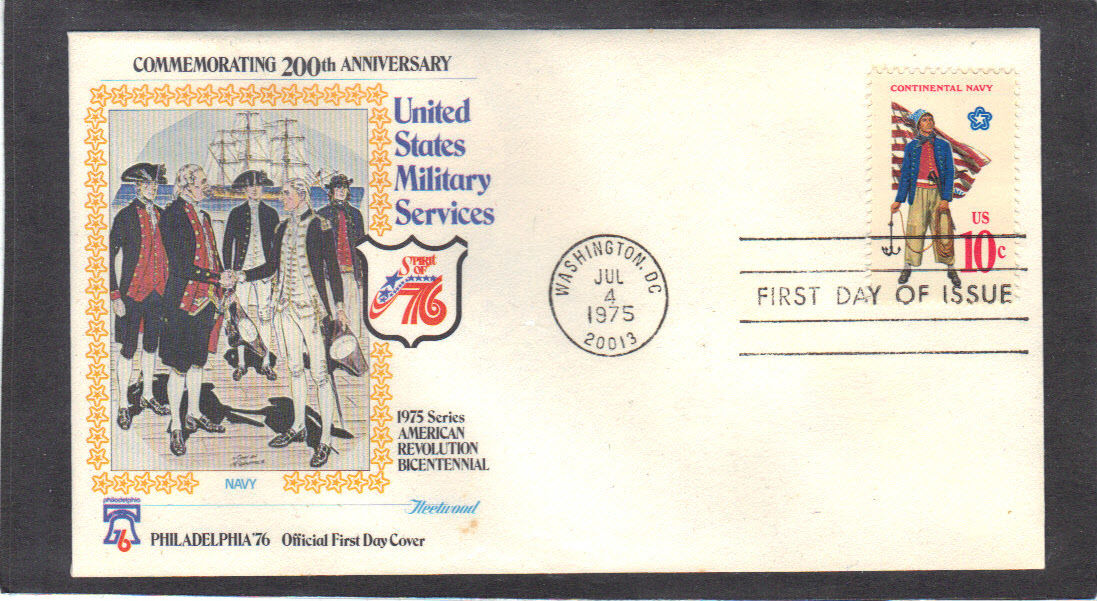 COMMEMORATING 200th ANNIVERSARY
United
States
Military
Services
SPIRIT
OF
76
1975 Series
AMERICAN
REVOLUTION
BICENTENNIAL
NAVY
Fleetwood
philadelphia
76
PHILADELPHIA '76 Official First Day Cover
WASHINGTON, DC
JUL
4
1975
20013
CONTINENTAL NAVY
US
10c
FIRST DAY OF ISSUE